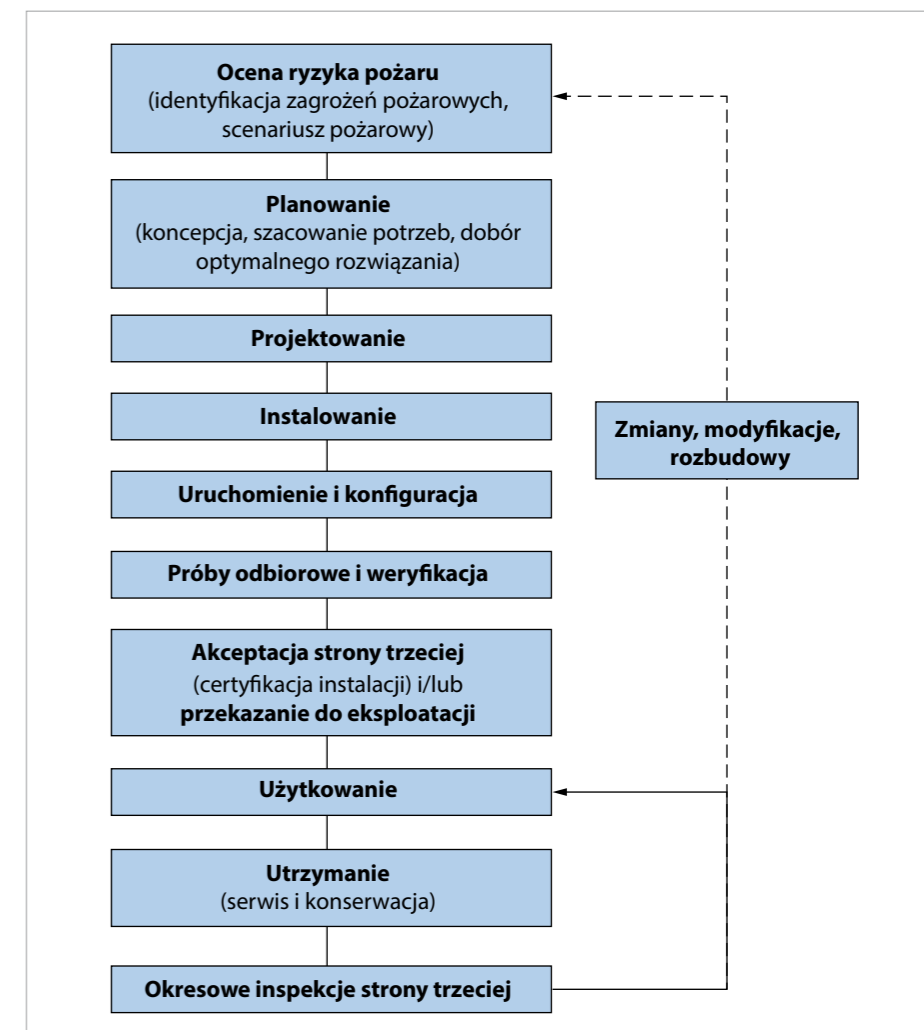 Ocena ryzyka pożaru
(identyfikacja zagrożeń pożarowych,
scenariusz pożarowy)
Planowanie
(koncepcja, szacowanie potrzeb, dobór
optymalnego rozwiązania)
Projektowanie
Instalowanie
Zmiany, modyfikacje,
rozbudowy
Uruchomienie i konfiguracja
Próby odbiorowe i weryfikacja
Akceptacja strony trzeciej
(certyfikacja instalacji) i/lub
przekazanie do eksploatacji
Użytkowanie
Utrzymanie
(serwis i konserwacja)
Okresowe inspekcje strony trzeciej